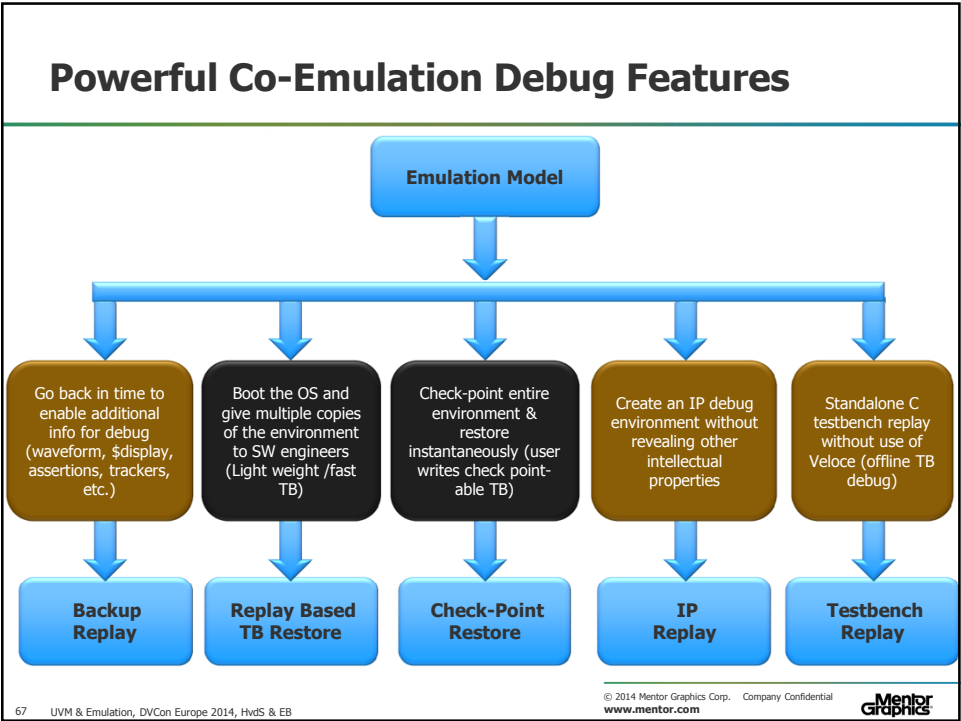 Powerful Co-Emulation Debug Features
Emulation Model
Go back in time to
enable additional
info for debug
(waveform, $display,
assertions, trackers,
etc.)
Boot the OS and
give multiple copies
of the environment
to SW engineers
(Light weight /fast
TB)
Check-point entire
environment &
restore
instantaneously (user
writes check point-
able TB)
Create an IP debug
environment without
revealing other
intellectual
properties
Standalone C
testbench replay
without use of
Veloce (offline TB
debug)
Backup
Replay
Replay Based
TB Restore
Check-Point
Restore
IP
Replay
Testbench
Replay
67 UVM & Emulation, DVCon Europe 2014, HvdS & EB
© 2014 Mentor Graphics Corp. Company Confidential
www.mentor.com
Mentor
Graphics